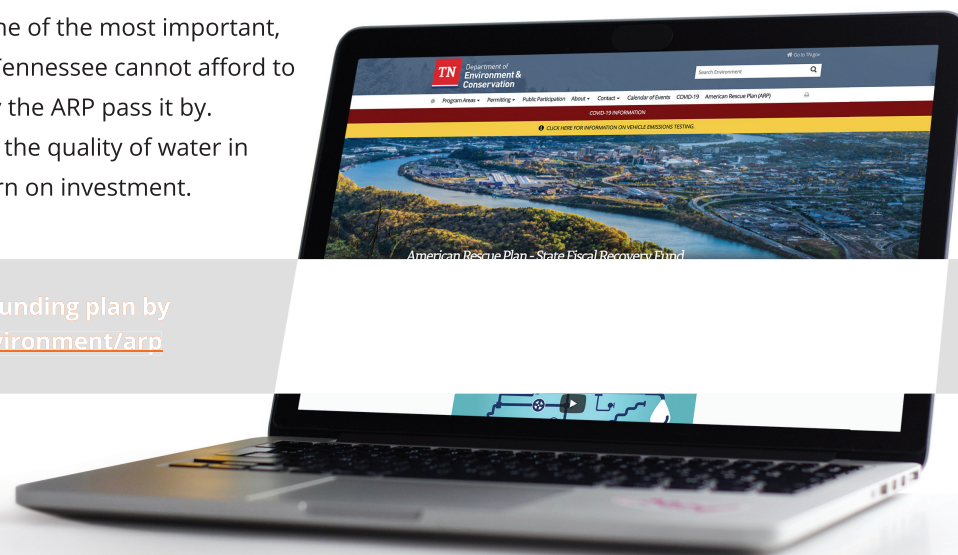 ne of the most important,
Tennessee cannot afford to
y the ARP pass it by.
the quality of water in
rn on investment.
unding plan by
vironment/arp
Go to TN.gov
TN
Department of
Environment &
Conservation
Search Environment
Program Areas Permitting Public Participation About Contact Calendar of Events COVID-19 American Rescue Plan (ARP)
COVID-19 INFORMATION
CLICK HERE FOR INFORMATION ON VEHICLE EMISSIONS TESTING.
American Rescue Plan - State Fiscal Recovery Fund